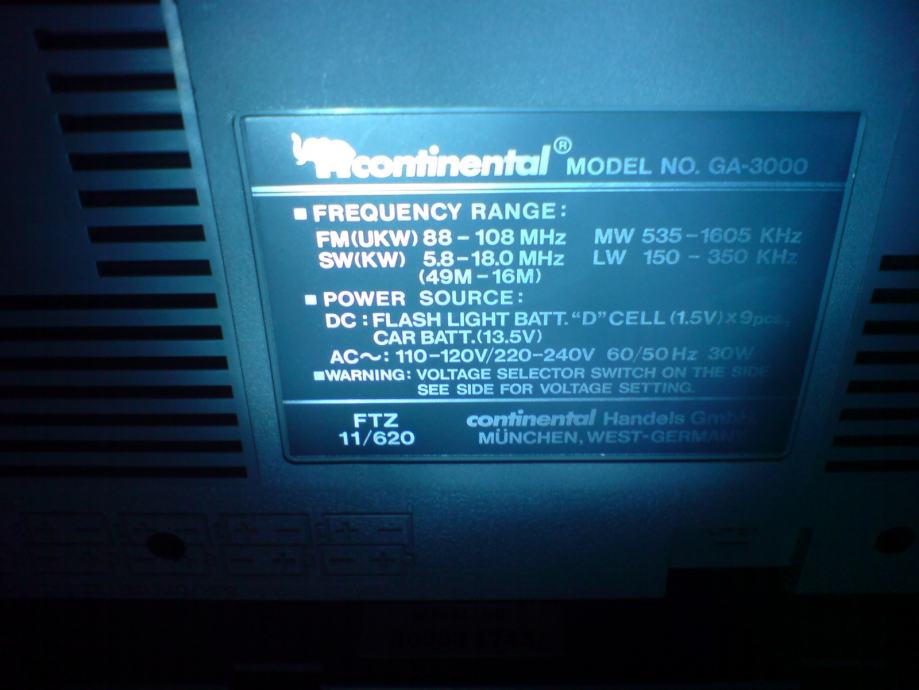 continental® MODEL NO. GA-3000
■ FREQUENCY RANGE:
FM(UKW) 88-108 MHz MW 535-1605 KHz
SW(KW) 5.8-18.0 MHz LW 150-350 KHz
(49M-16M)
■ POWER SOURCE:
DC: FLASH LIGHT BATT. "D" CELL (1.5V)×9pcs.,
CAR BATT.(13.5V)
AC～: 110-120V/220-240V 60/50Hz 30W
■WARNING: VOLTAGE SELECTOR SWITCH ON THE SIDE
SEE SIDE FOR VOLTAGE SETTING.
FTZ continental Handels GmbH
11/620 MÜNCHEN, WEST-GERMANY